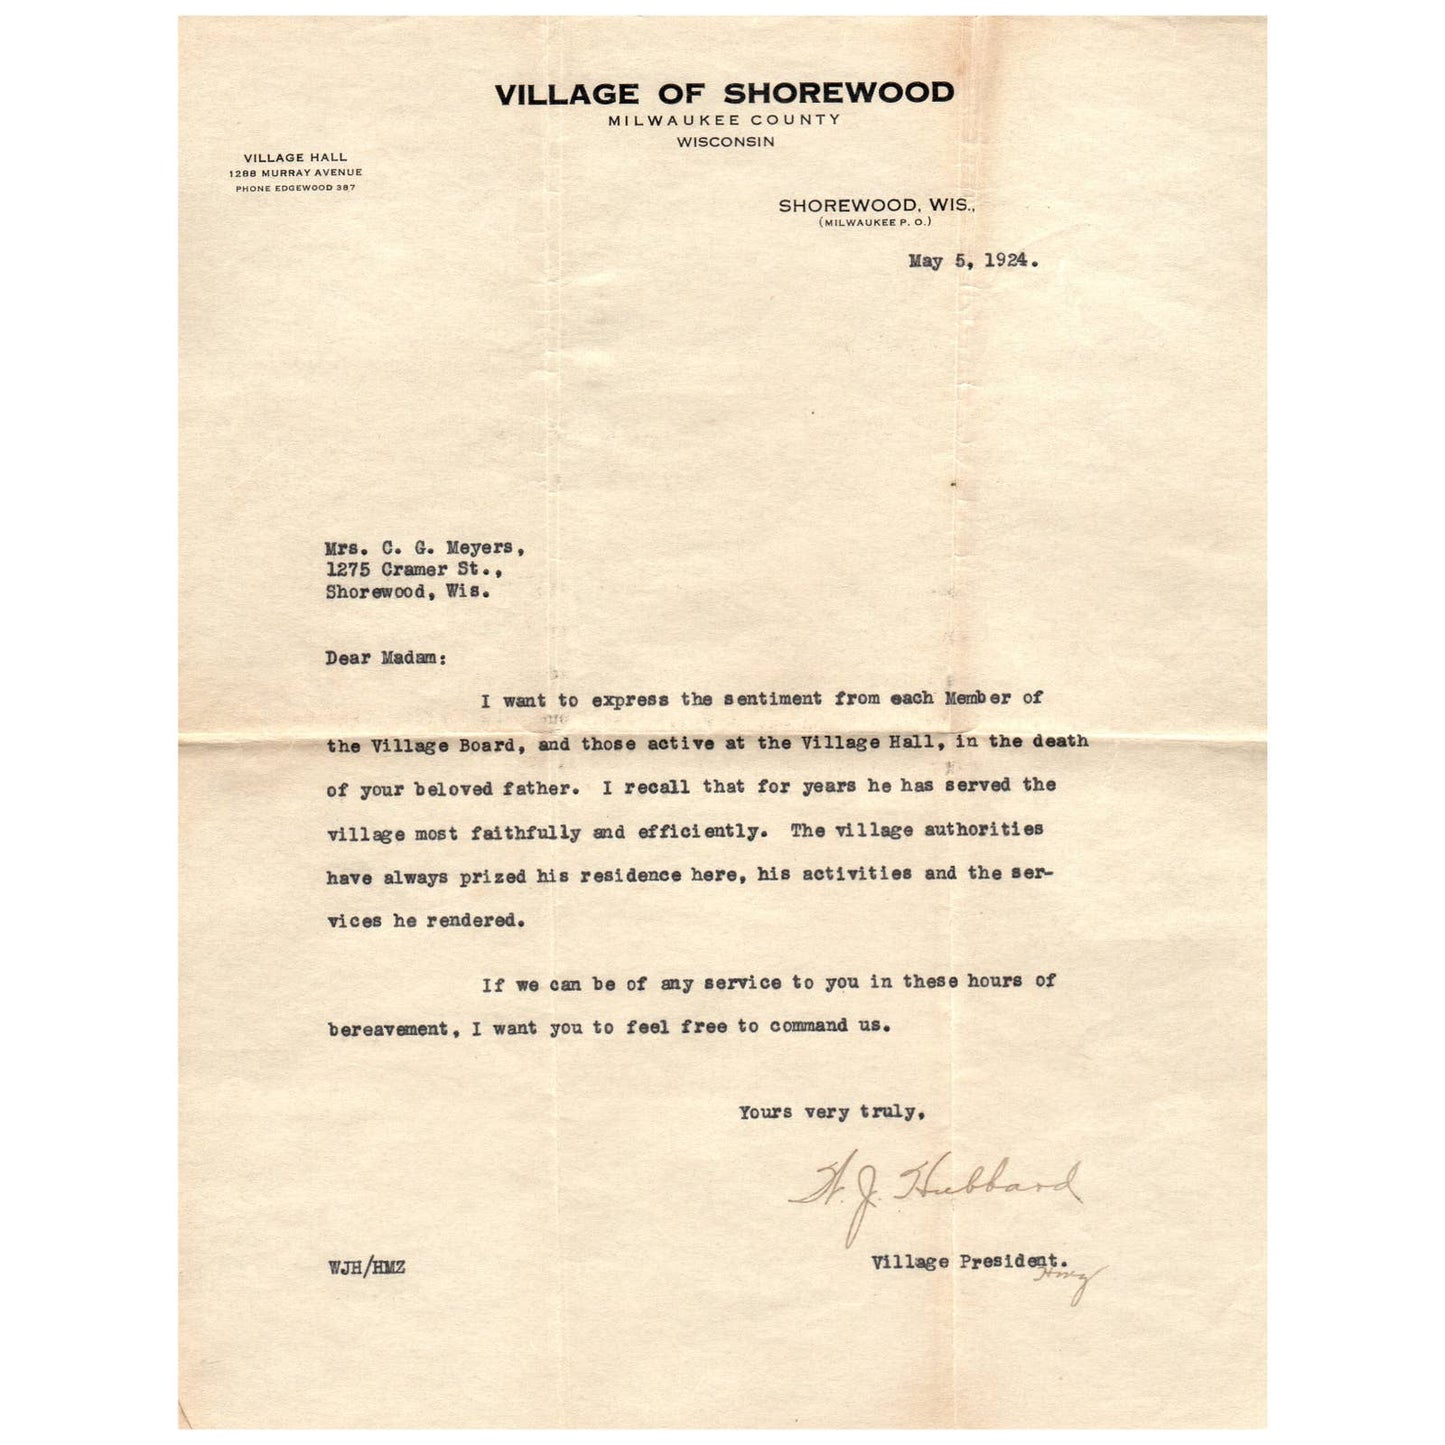 VILLAGE OF SHOREWOOD
MILWAUKEE COUNTY
WISCONSIN
VILLAGE HALL
1288 MURRAY AVENUE
PHONE EDGEWOOD 387
SHOREWOOD, WIS.,
(MILWAUKEE P. O.)
May 5, 1924.
Mrs. C. G. Meyers,
1275 Cramer St.,
Shorewood, Wis.
Dear Madam:
I want to express the sentiment from each Member of
the Village Board, and those active at the Village Hall, in the death
of your beloved father. I recall that for years he has served the
village most faithfully and efficiently. The village authorities
have always prized his residence here, his activities and the ser-
vices he rendered.
If we can be of any service to you in these hours of
bereavement, I want you to feel free to command us.
Yours very truly,
W. J. Hubbard
Village President.
WJH/HMZ